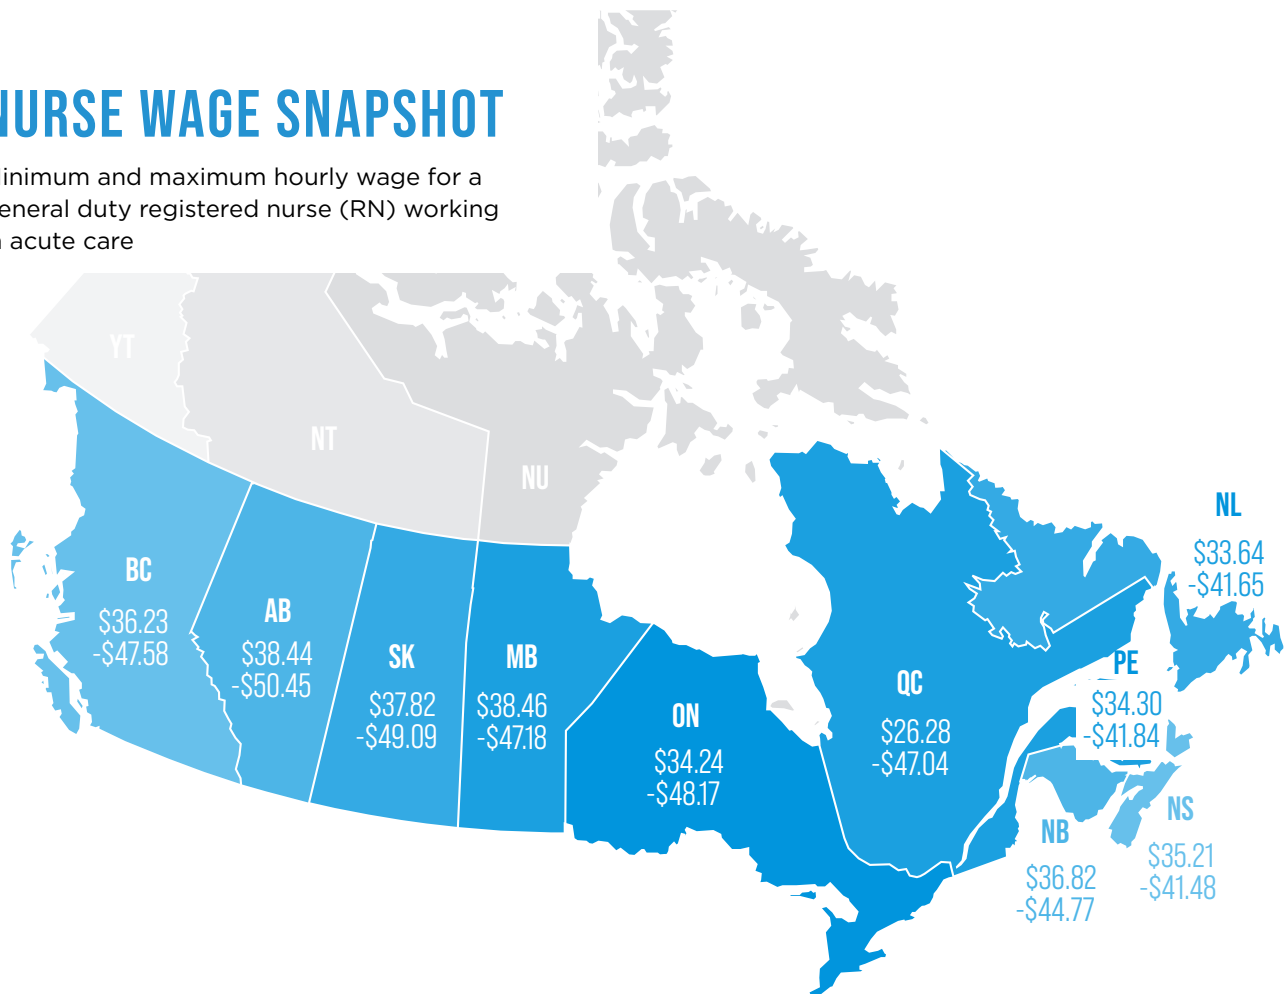 NURSE WAGE SNAPSHOT
inimum and maximum hourly wage for a
eneral duty registered nurse (RN) working
acute care
YT
NT
NU
BC
$36.23
-$47.58
AB
$38.44
-$50.45
SK
$37.82
-$49.09
MB
$38.46
-$47.18
ON
$34.24
-$48.17
QC
$26.28
-$47.04
NL
$33.64
-$41.65
PE
$34.30
-$41.84
NB
$36.82
-$44.77
NS
$35.21
-$41.48